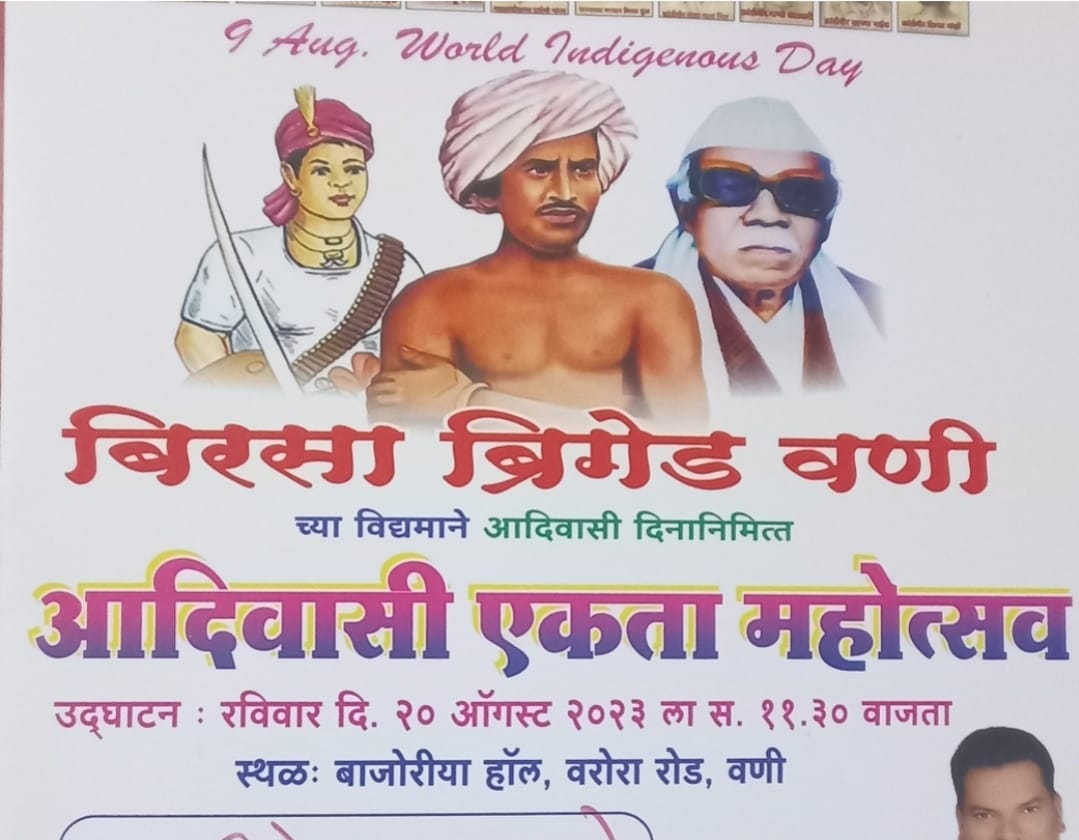 9 Aug. World Indigenous Day
बिरसा ब्रिगेड वणी
च्या विद्यमाने आदिवासी दिनानिमित्त
आदिवासी एकता महोत्सव
उद्‌घाटन : रविवार दि. २० ऑगस्ट २०२३ ला स. ११.३० वाजता
स्थळः बाजोरीया हॉल, वरोरा रोड, वणी